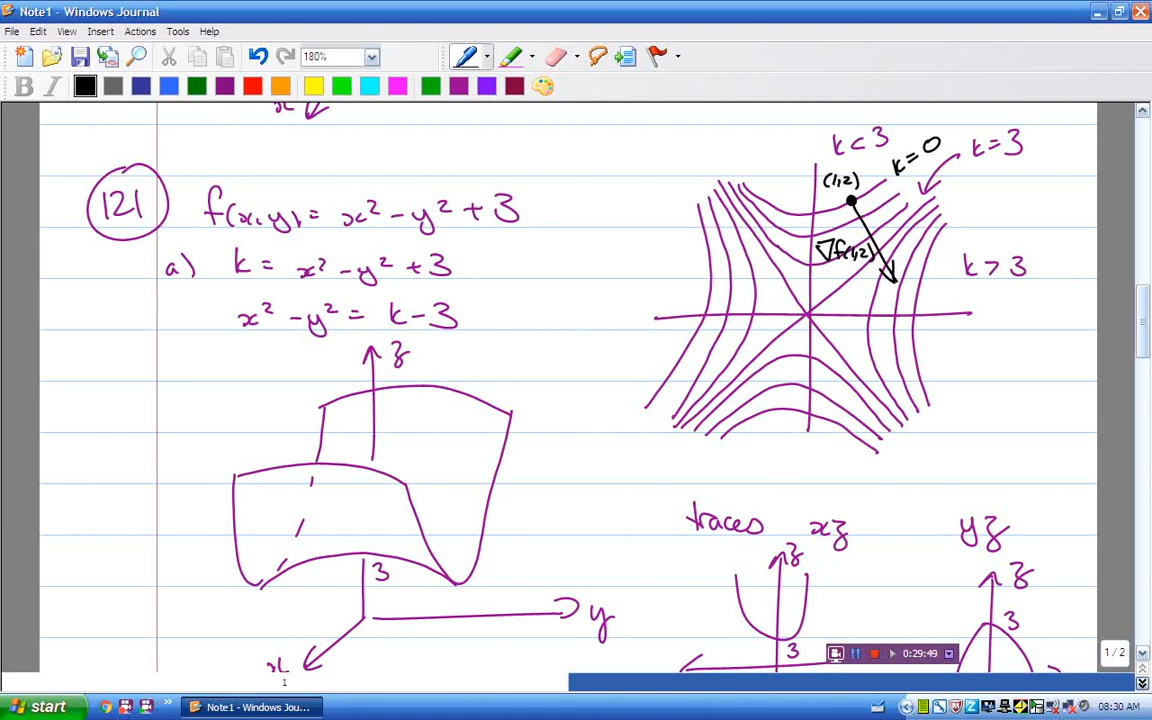 Note1 - Windows Journal
File Edit View Insert Actions Tools Help
180%
B I
x
121
f(x,y) = x² - y² + 3
a) k = x² - y² + 3
x² - y² = k - 3
z
3
y
x
k < 3
k = 0
k = 3
(1,2)
∇f(1,2)
k > 3
traces xz yz
z
3
z
3
0:29:49
1 / 2
1
start
Note1 - Windows Jour...
08:30 AM